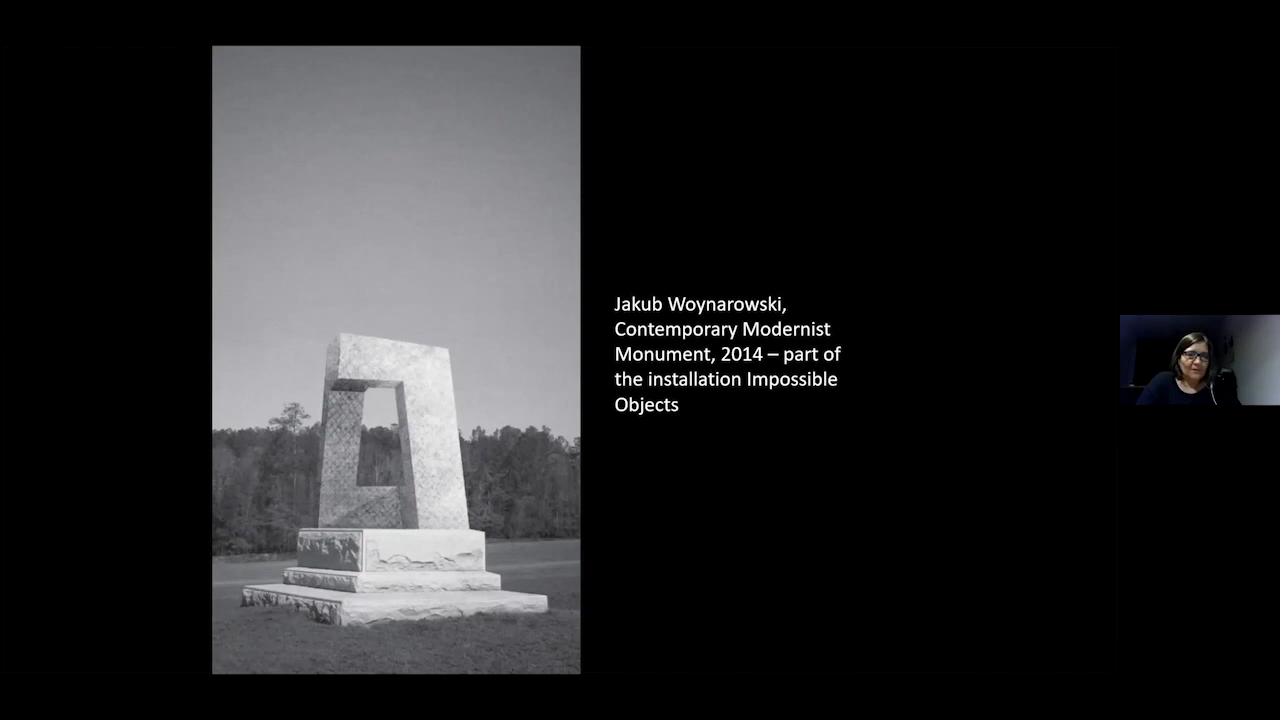 Jakub Woynarowski,
Contemporary Modernist
Monument, 2014 – part of
the installation Impossible
Objects